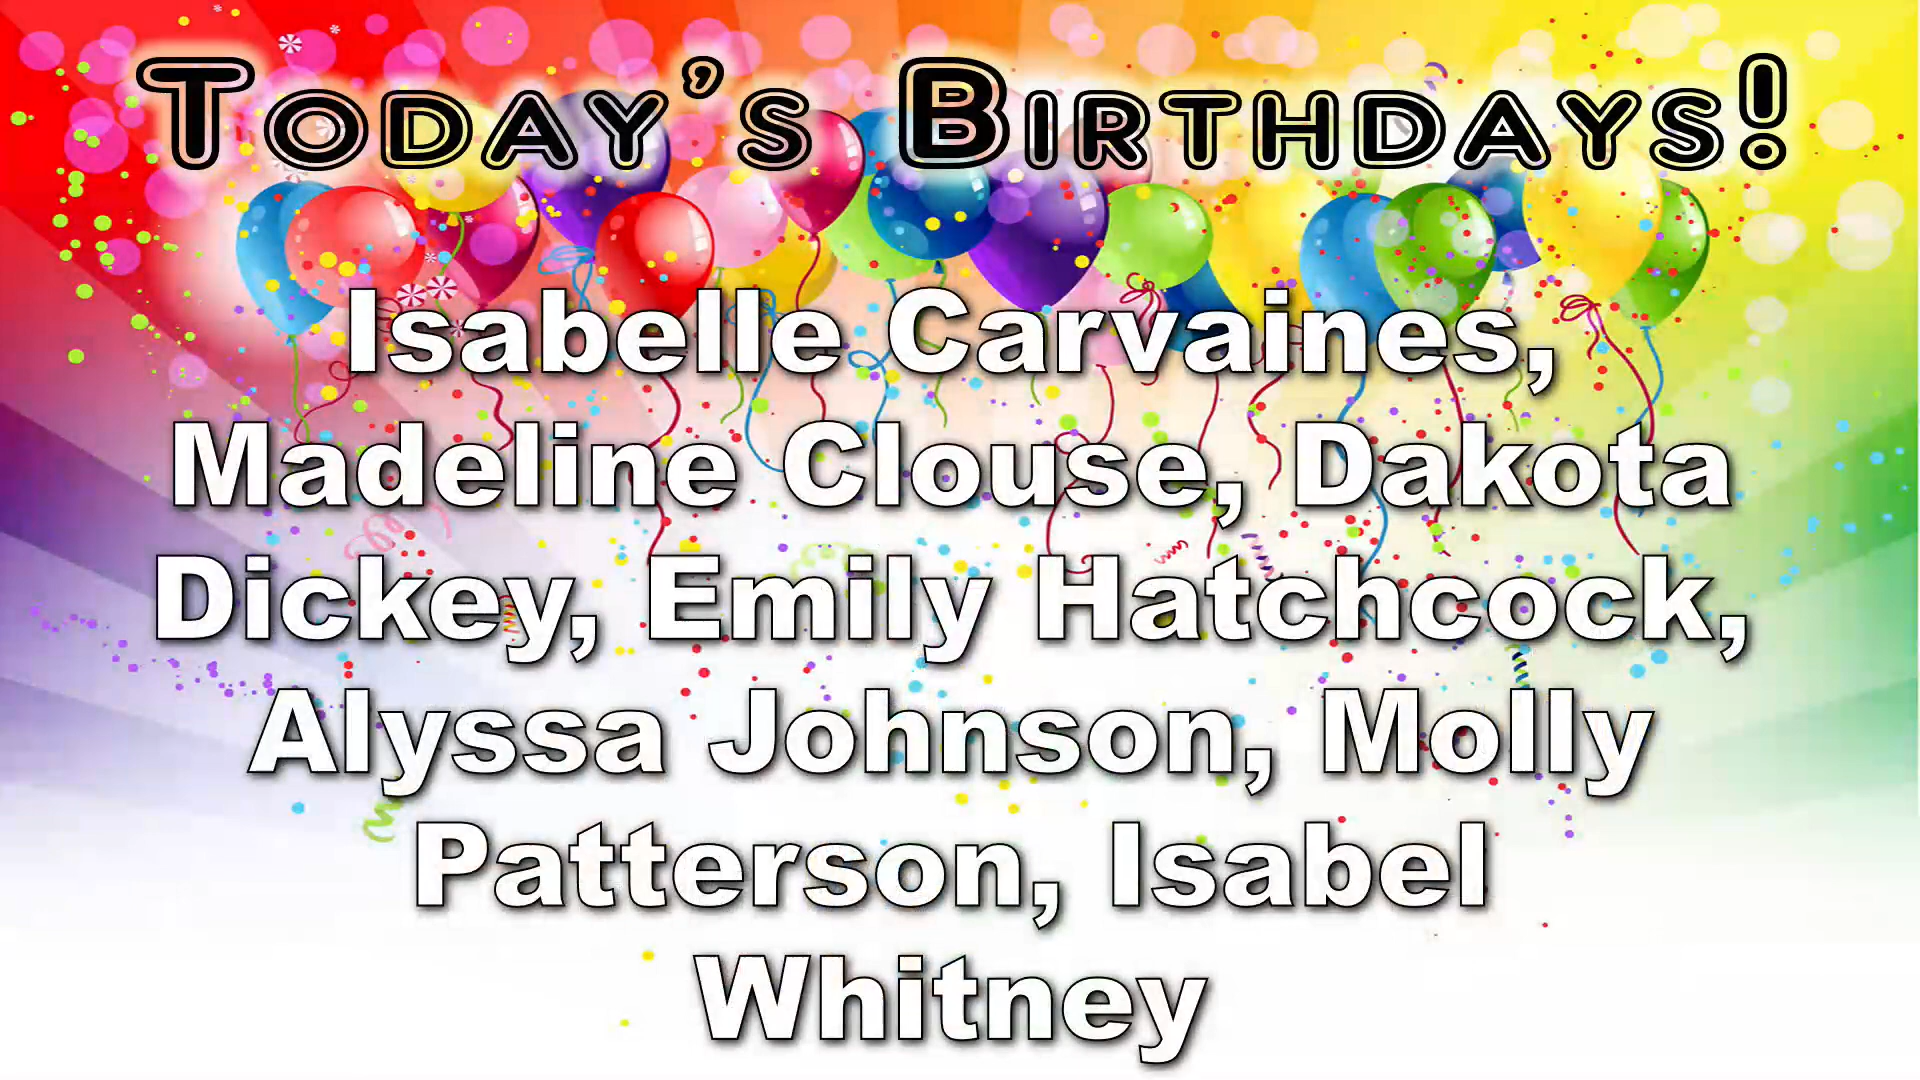 Today's Birthdays!
Isabelle Carvaines,
Madeline Clouse, Dakota
Dickey, Emily Hatchcock,
Alyssa Johnson, Molly
Patterson, Isabel
Whitney